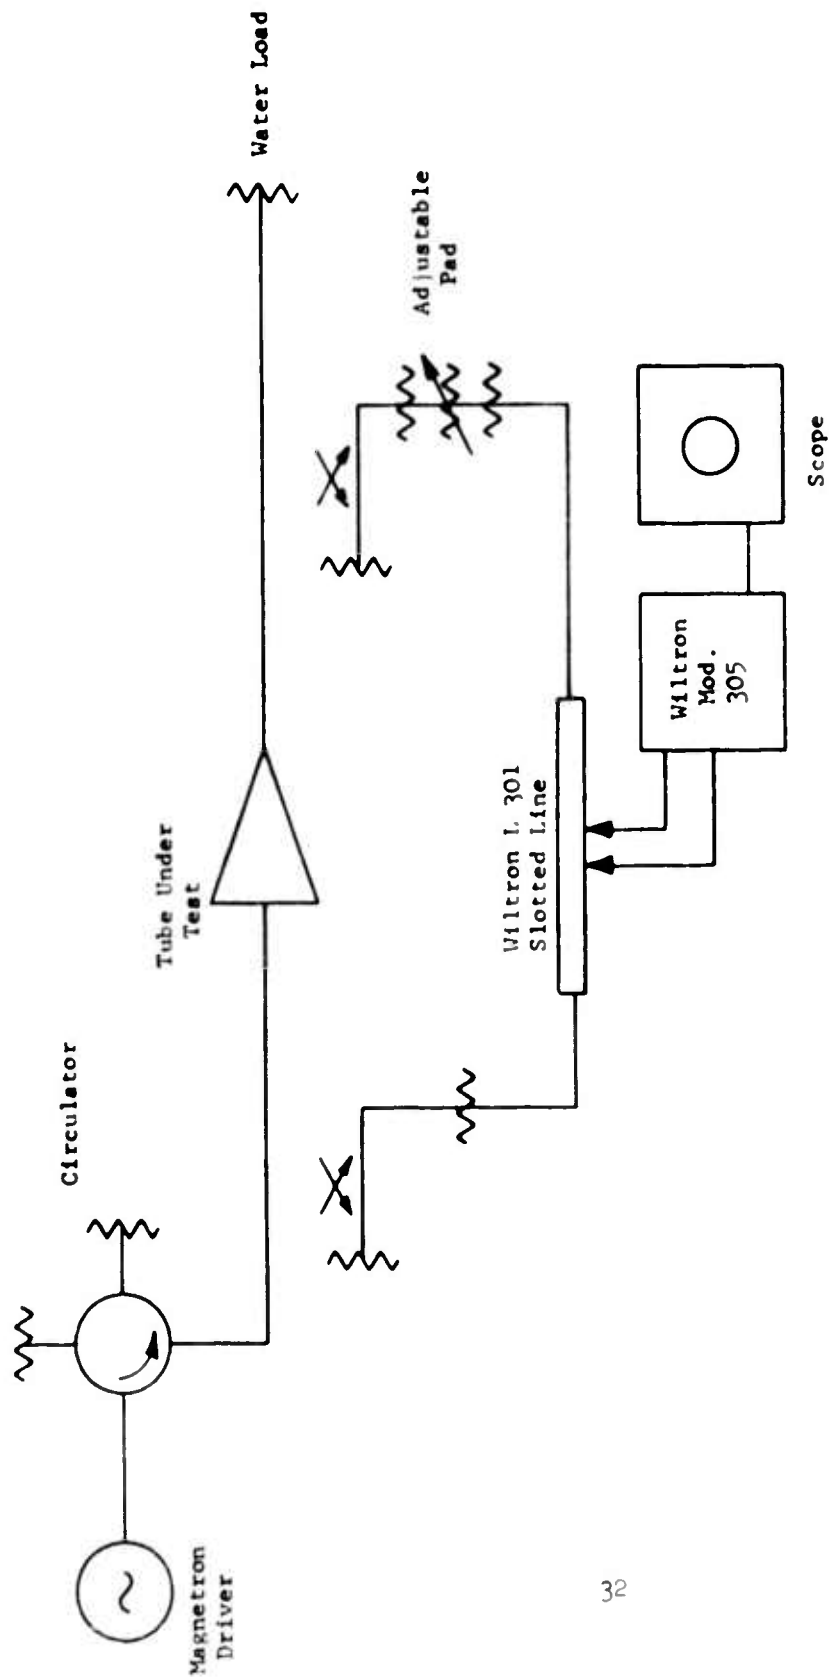 Magnetron
Driver
Circulator
Tube Under
Test
Water Load
Adjustable
Pad
Wiltron L 301
Slotted Line
Wiltron
Mod.
305
Scope
32